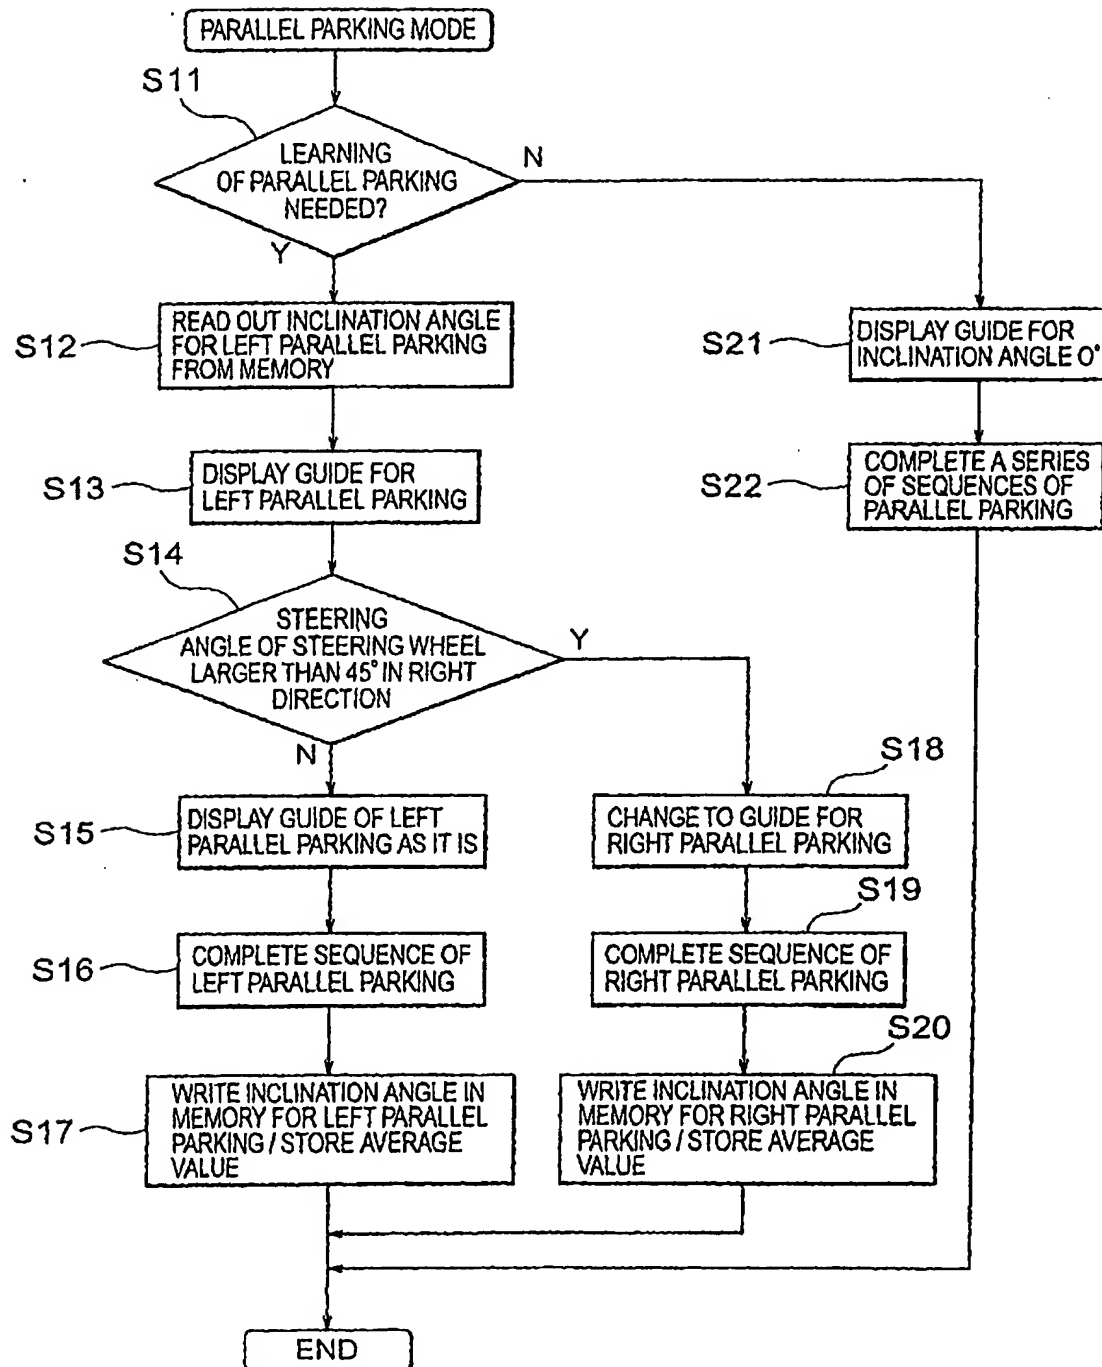 PARALLEL PARKING MODE
S11
LEARNING
OF PARALLEL PARKING
NEEDED?
N
Y
S12
READ OUT INCLINATION ANGLE
FOR LEFT PARALLEL PARKING
FROM MEMORY
S21
DISPLAY GUIDE FOR
INCLINATION ANGLE 0°
S13
DISPLAY GUIDE FOR
LEFT PARALLEL PARKING
S22
COMPLETE A SERIES
OF SEQUENCES OF
PARALLEL PARKING
S14
STEERING
ANGLE OF STEERING WHEEL
LARGER THAN 45° IN RIGHT
DIRECTION
Y
N
S15
DISPLAY GUIDE OF LEFT
PARALLEL PARKING AS IT IS
S18
CHANGE TO GUIDE FOR
RIGHT PARALLEL PARKING
S16
COMPLETE SEQUENCE OF
LEFT PARALLEL PARKING
S19
COMPLETE SEQUENCE OF
RIGHT PARALLEL PARKING
S17
WRITE INCLINATION ANGLE IN
MEMORY FOR LEFT PARALLEL
PARKING / STORE AVERAGE
VALUE
S20
WRITE INCLINATION ANGLE IN
MEMORY FOR RIGHT PARALLEL
PARKING / STORE AVERAGE
VALUE
END